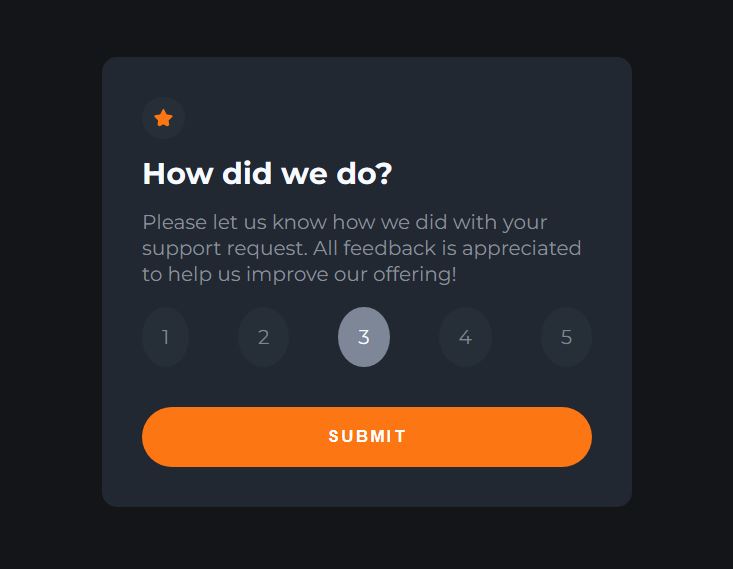 How did we do?
Please let us know how we did with your
support request. All feedback is appreciated
to help us improve our offering!
1 2 3 4 5
SUBMIT